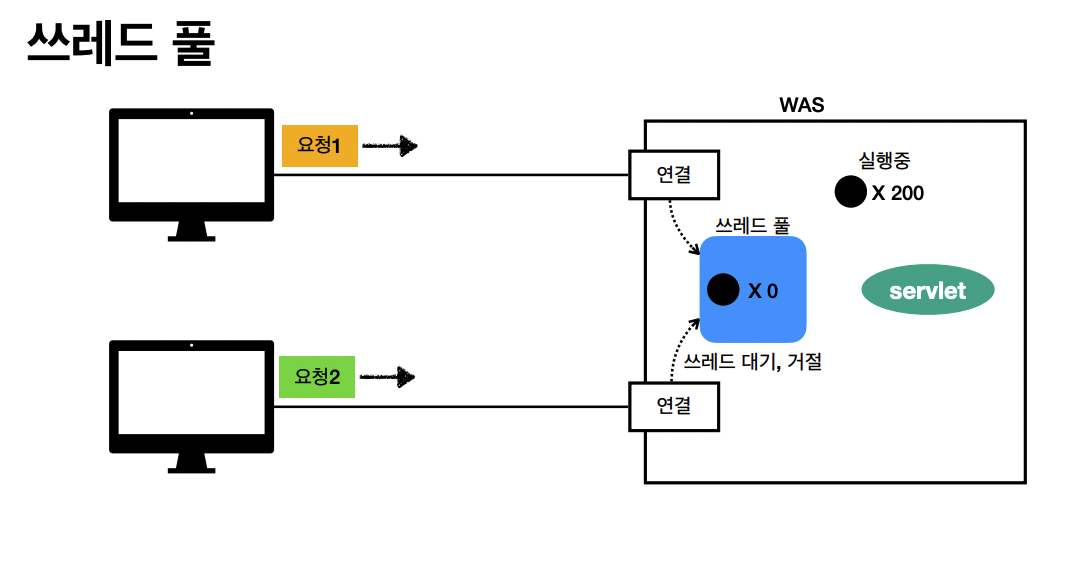 쓰레드 풀
WAS
요청1
연결
실행중
X 200
쓰레드 풀
X 0
servlet
쓰레드 대기, 거절
요청2
연결